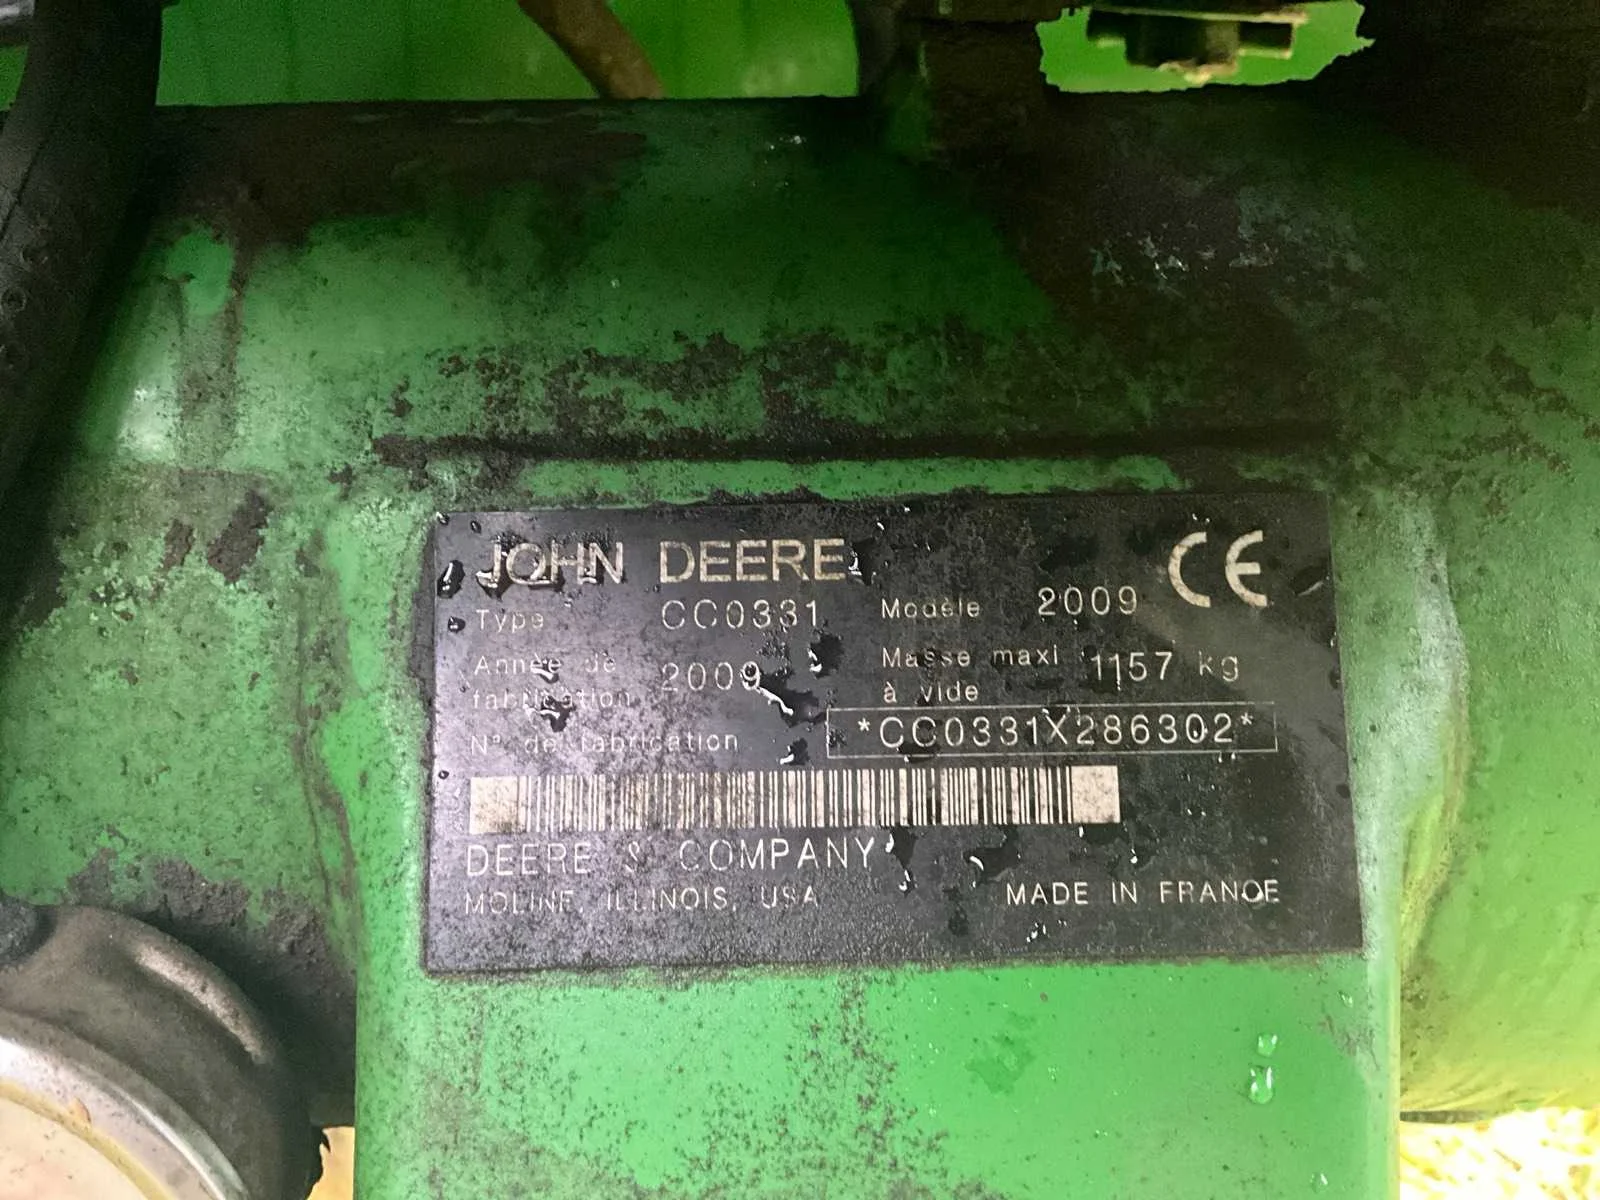 JOHN DEERE
CE
Type CC0331 Modèle 2009
Année de fabrication 2009 Masse maxi à vide 1157 kg
N° de fabrication *CC0331X286302*
DEERE & COMPANY
MOLINE, ILLINOIS, USA MADE IN FRANCE